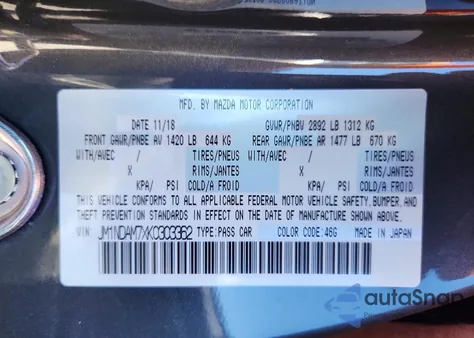 MFD. BY MAZDA MOTOR CORPORATION
DATE 11/18 GVWR/PNBV 2892 LB 1312 KG
FRONT GAWR/PNBE AV 1420 LB 644 KG REAR GAWR/PNBE AR 1477 LB 670 KG
WITH/AVEC / TIRES/PNEUS WITH/AVEC / TIRES/PNEUS
X RIMS/JANTES X RIMS/JANTES
KPA/ PSI COLD/A FROID KPA/ PSI COLD/A FROID
THIS VEHICLE CONFORMS TO ALL APPLICABLE FEDERAL MOTOR VEHICLE SAFETY, BUMPER, AND
THEFT PREVENTION STANDARDS IN EFFECT ON THE DATE OF MANUFACTURE SHOWN ABOVE.
JM1NDAM7XK0303362 TYPE: PASS CAR COLOR: 46G MADE IN JAPAN
autoSnap